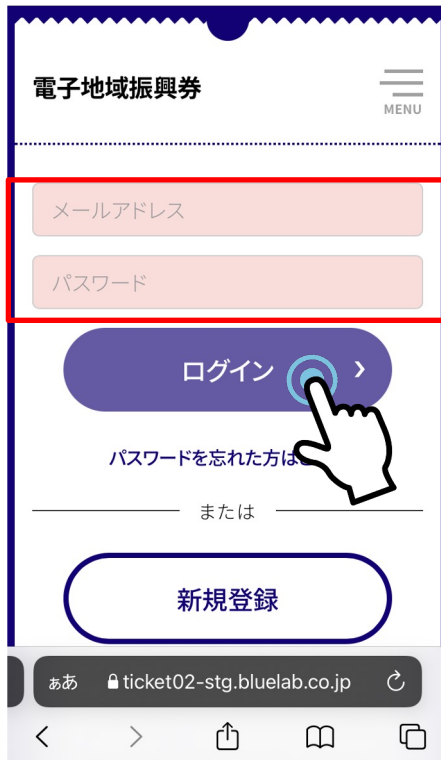 電子地域振興券
MENU
メールアドレス
パスワード
ログイン
パスワードを忘れた方は
または
新規登録
ぁあ ticket02-stg.bluelab.co.jp